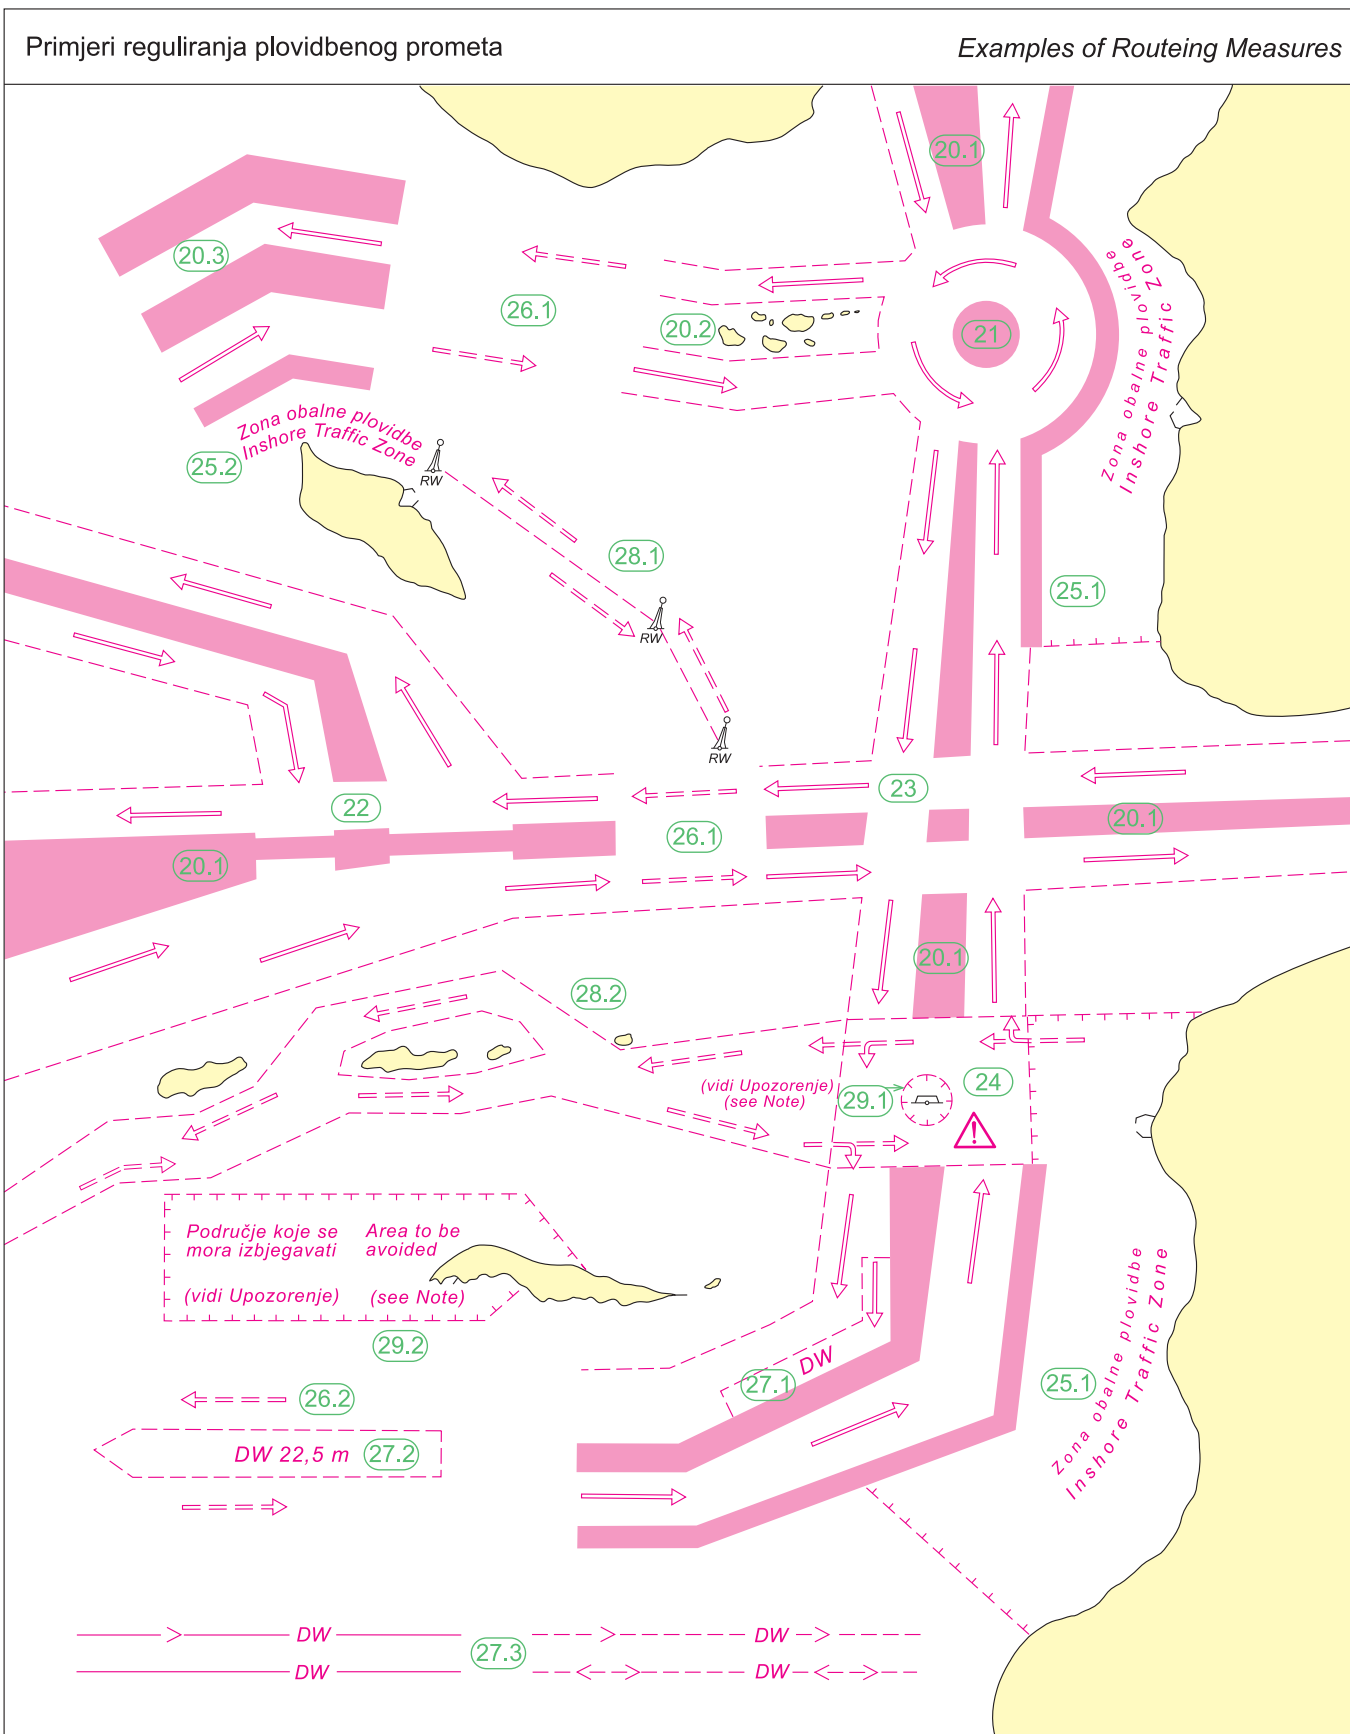 Primjeri reguliranja plovidbenog prometa
Examples of Routeing Measures
20.1
20.3
26.1
20.2
21
Zona obalne plovidbe
Inshore Traffic Zone
Zona obalne plovidbe
Inshore Traffic Zone
Zone
plovidbe
25.2
RW
28.1
25.1
RW
RW
22
23
20.1
26.1
20.1
20.1
28.2
(vidi Upozorenje)
(see Note)
29.1
24
Područje koje se
mora izbjegavati
Area to be
avoided
(vidi Upozorenje)
(see Note)
29.2
DW
27.1
25.1
Zona obalne plovidbe
Inshore Traffic Zone
26.2
DW 22,5 m
27.2
DW
DW
27.3
DW
DW